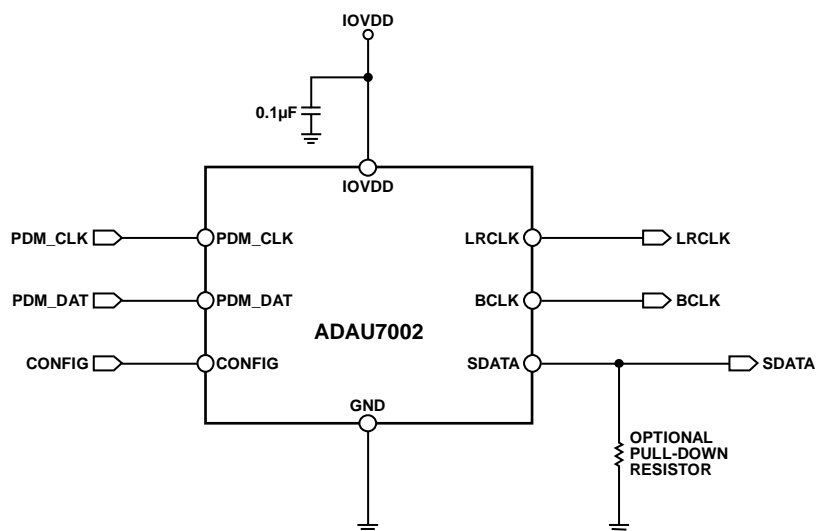 IOVDD
0.1µF
IOVDD
PDM_CLK
PDM_CLK
LRCLK
LRCLK
PDM_DAT
PDM_DAT
BCLK
BCLK
ADAU7002
CONFIG
CONFIG
SDATA
SDATA
GND
OPTIONAL
PULL-DOWN
RESISTOR